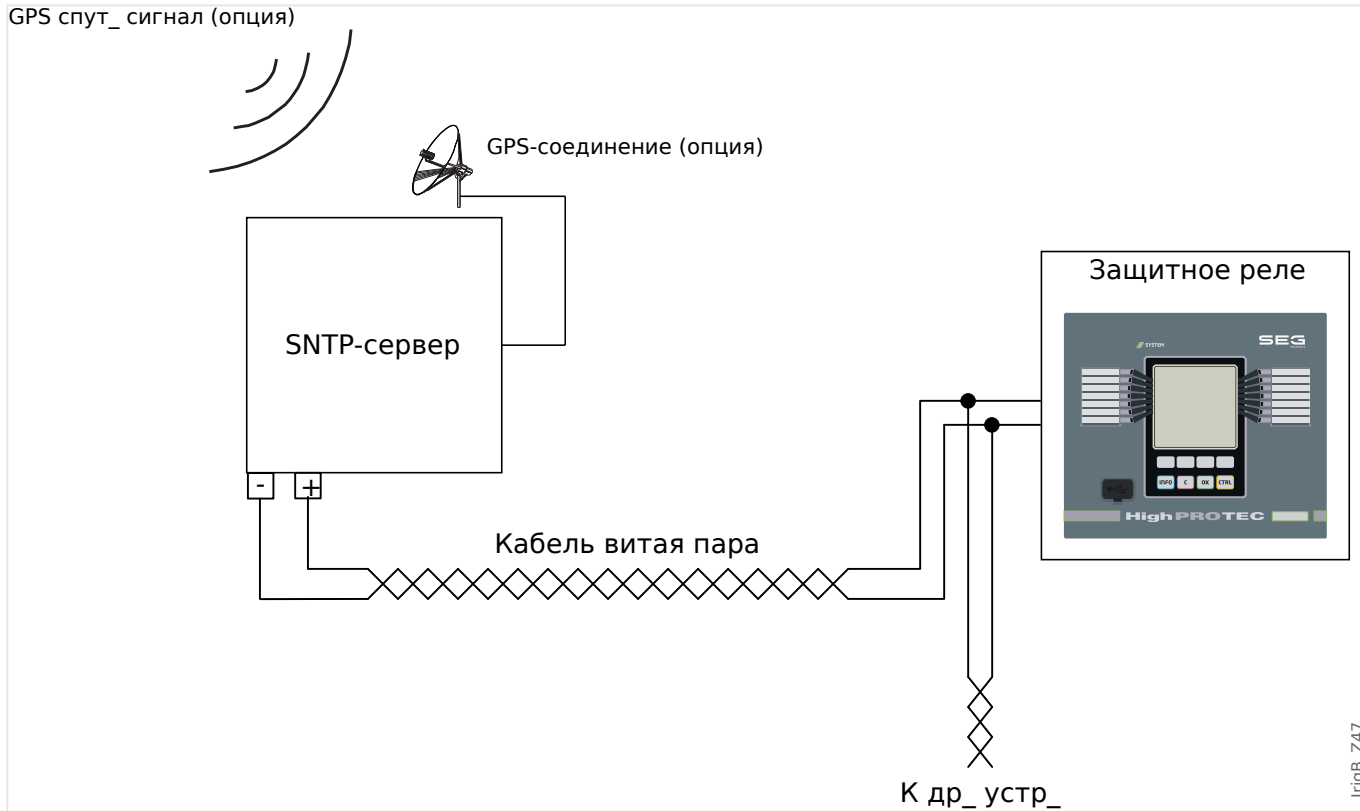 GPS спут_ сигнал (опция)
GPS-соединение (опция)
SNTP-сервер
- +
Защитное реле
SYSTEM
SEG
INFO C OK CTRL
HighPROTEC
Кабель витая пара
К др_ устр_
IrigB_Z47